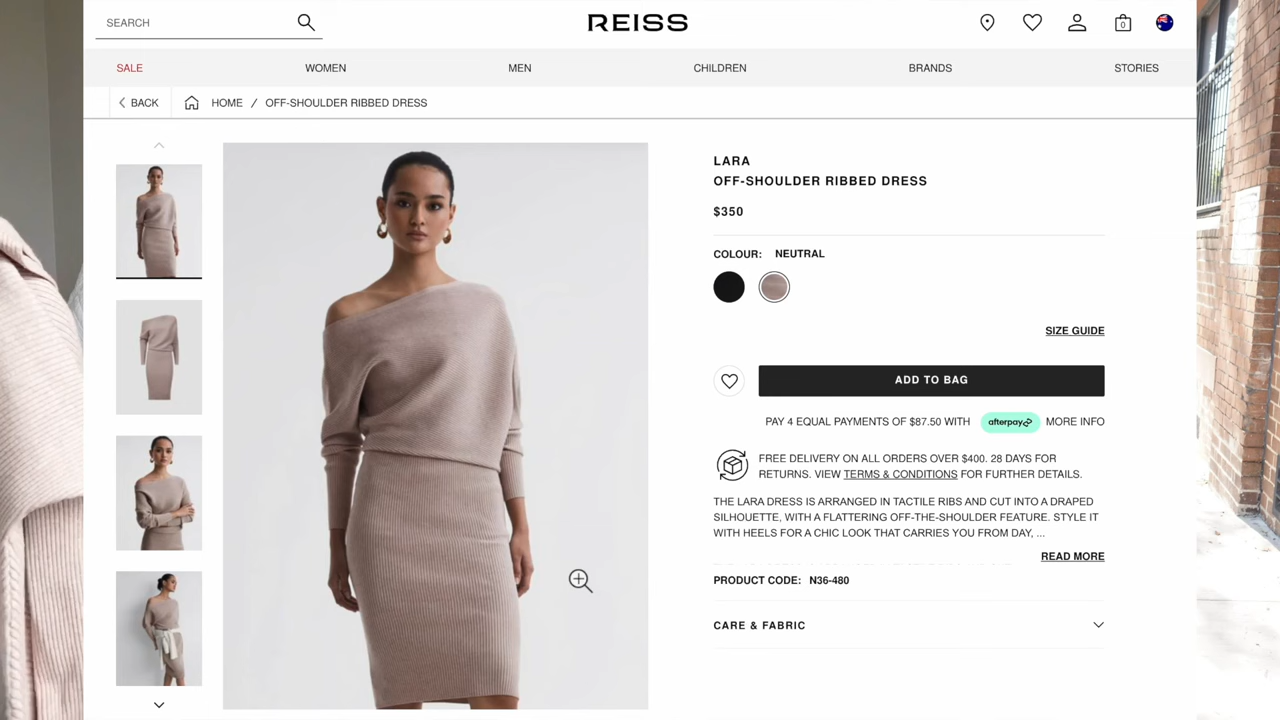 SEARCH
REISS
0
SALE
WOMEN
MEN
CHILDREN
BRANDS
STORIES
BACK
HOME / OFF-SHOULDER RIBBED DRESS
LARA
OFF-SHOULDER RIBBED DRESS
$350
COLOUR: NEUTRAL
SIZE GUIDE
ADD TO BAG
PAY 4 EQUAL PAYMENTS OF $87.50 WITH afterpay MORE INFO
FREE DELIVERY ON ALL ORDERS OVER $400. 28 DAYS FOR
RETURNS. VIEW TERMS & CONDITIONS FOR FURTHER DETAILS.
THE LARA DRESS IS ARRANGED IN TACTILE RIBS AND CUT INTO A DRAPED
SILHOUETTE, WITH A FLATTERING OFF-THE-SHOULDER FEATURE. STYLE IT
WITH HEELS FOR A CHIC LOOK THAT CARRIES YOU FROM DAY, ...
READ MORE
PRODUCT CODE: N36-480
CARE & FABRIC